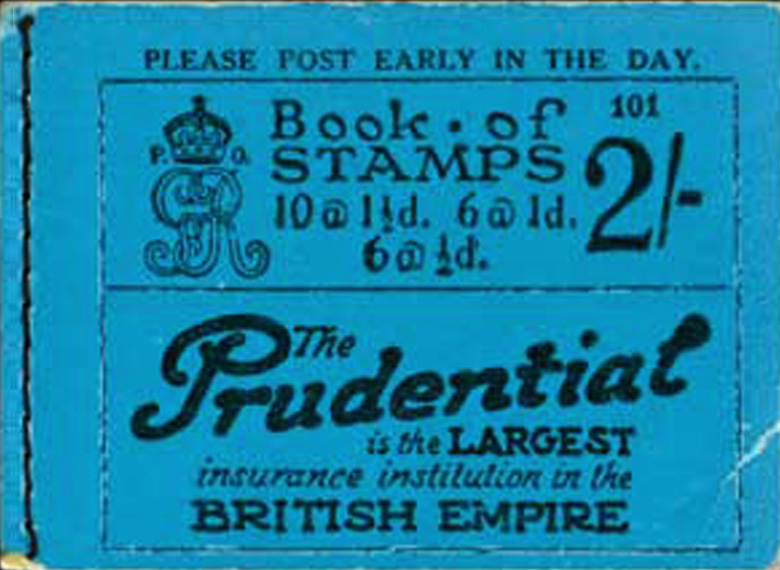 PLEASE POST EARLY IN THE DAY.
Book · of
STAMPS
101
2/-
P. O.
GR
10@1½d. 6@1d.
6@½d.
The
Prudential
is the LARGEST
insurance institution in the
BRITISH EMPIRE